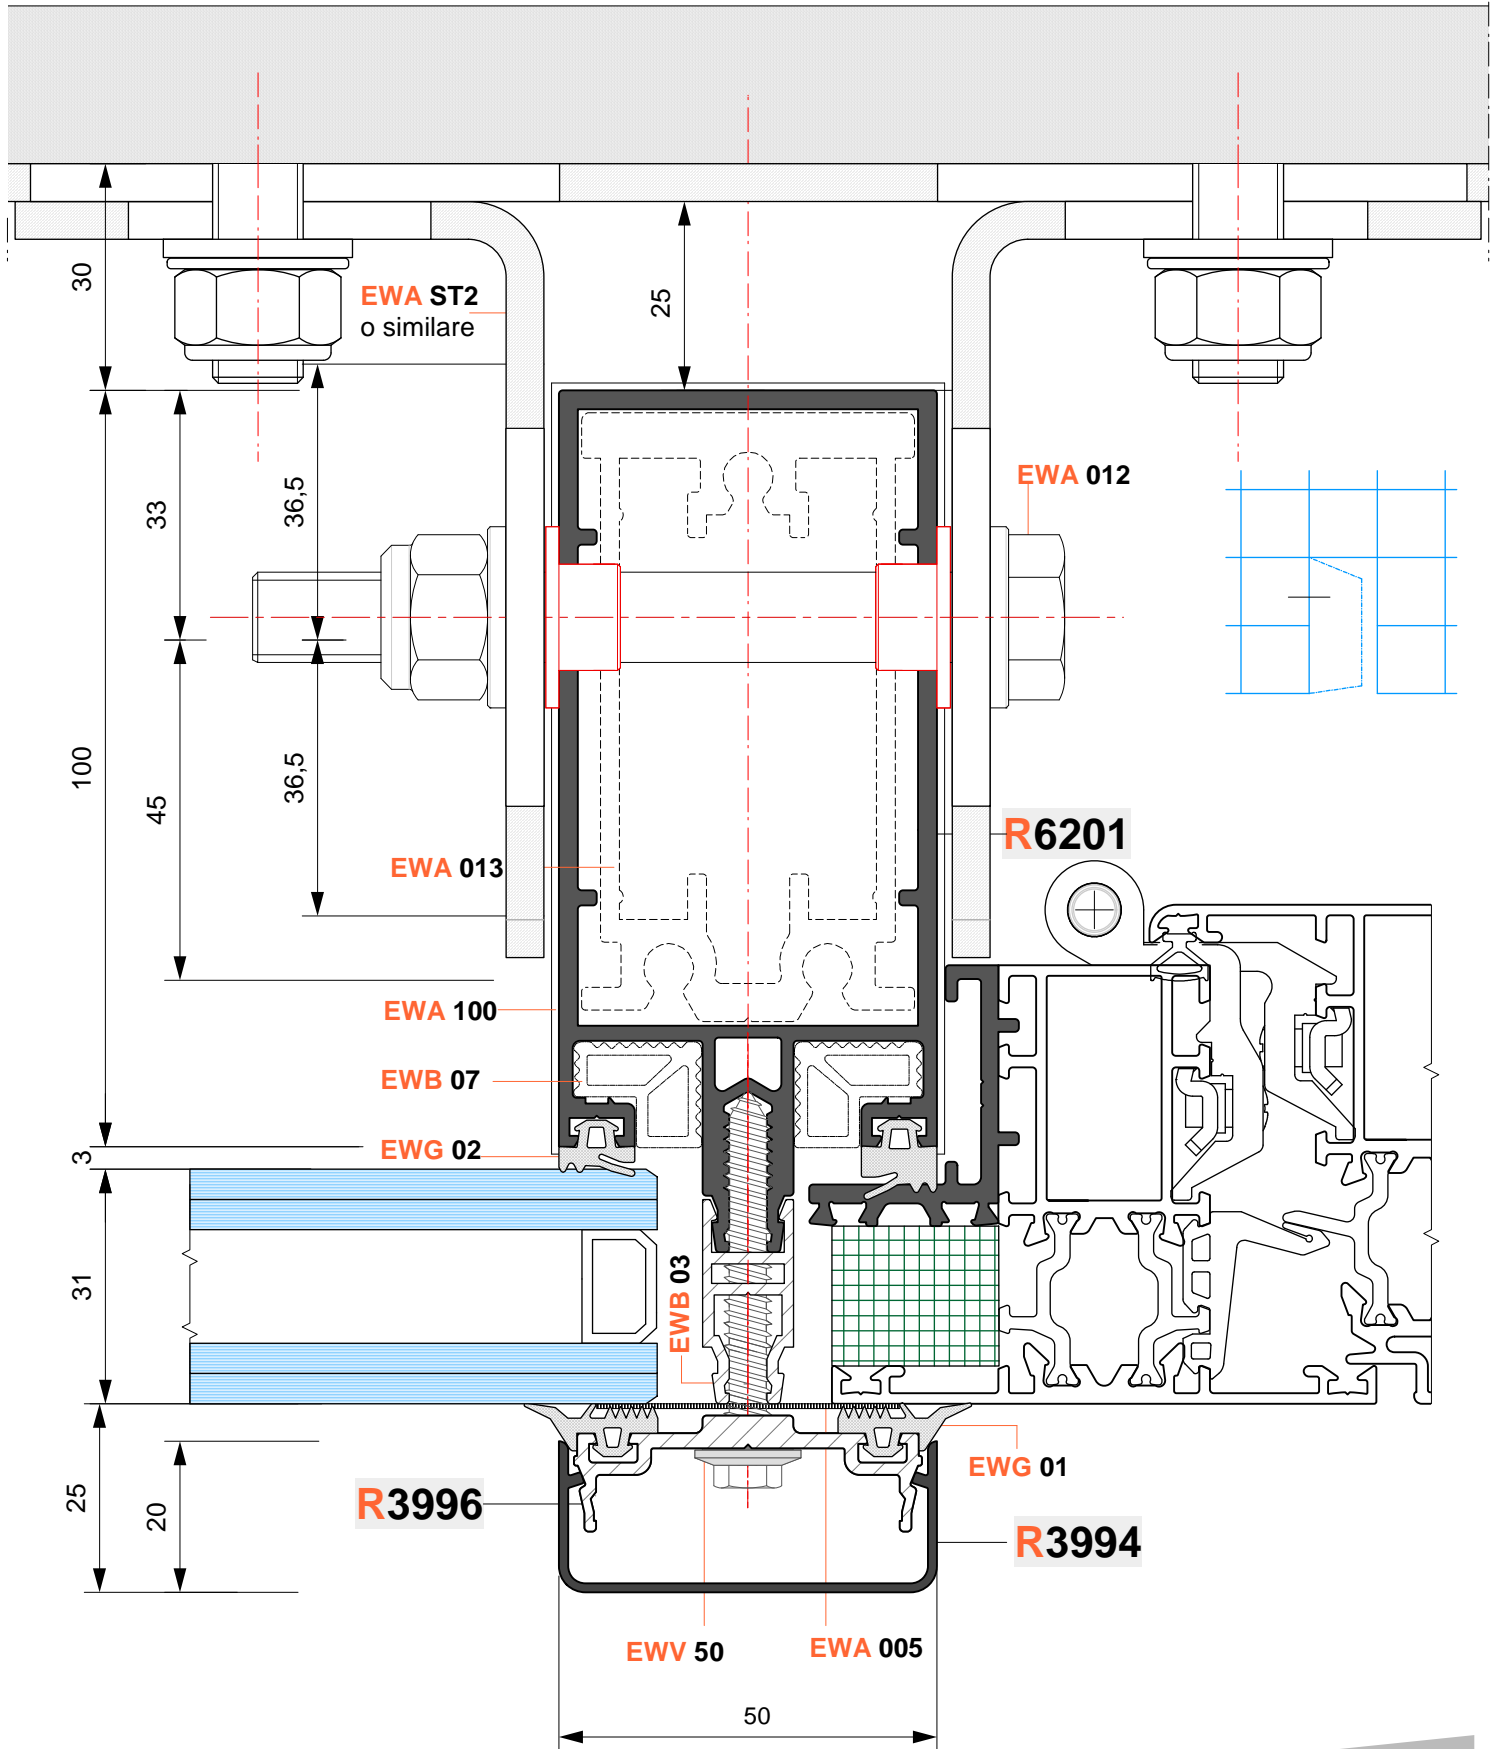 30
EWA ST2
o similare
25
33
36,5
EWA 012
100
45
36,5
R6201
EWA 013
EWA 100
EWB 07
EWG 02
3
31
EWB 03
EWG 01
25
20
R3996
R3994
EWV 50
EWA 005
50